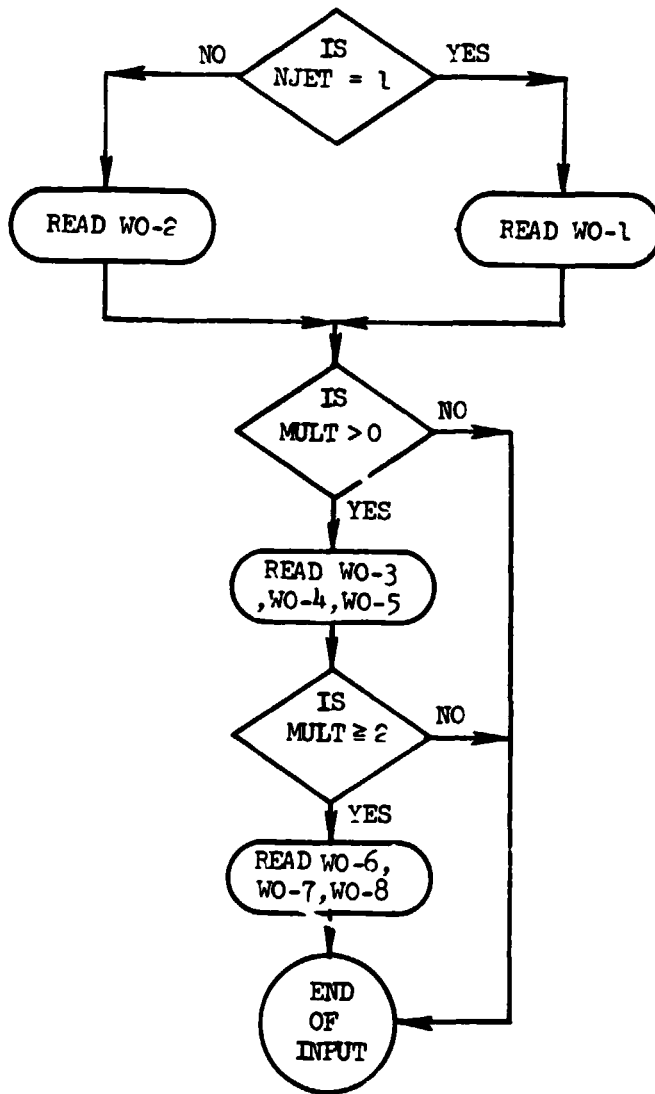 IS
NJET = 1
NO
YES
READ WO-2
READ WO-1
IS
MULT > 0
NO
YES
READ WO-3
,WO-4,WO-5
IS
MULT ≧ 2
NO
YES
READ WO-6,
WO-7,WO-8
END
OF
INPUT